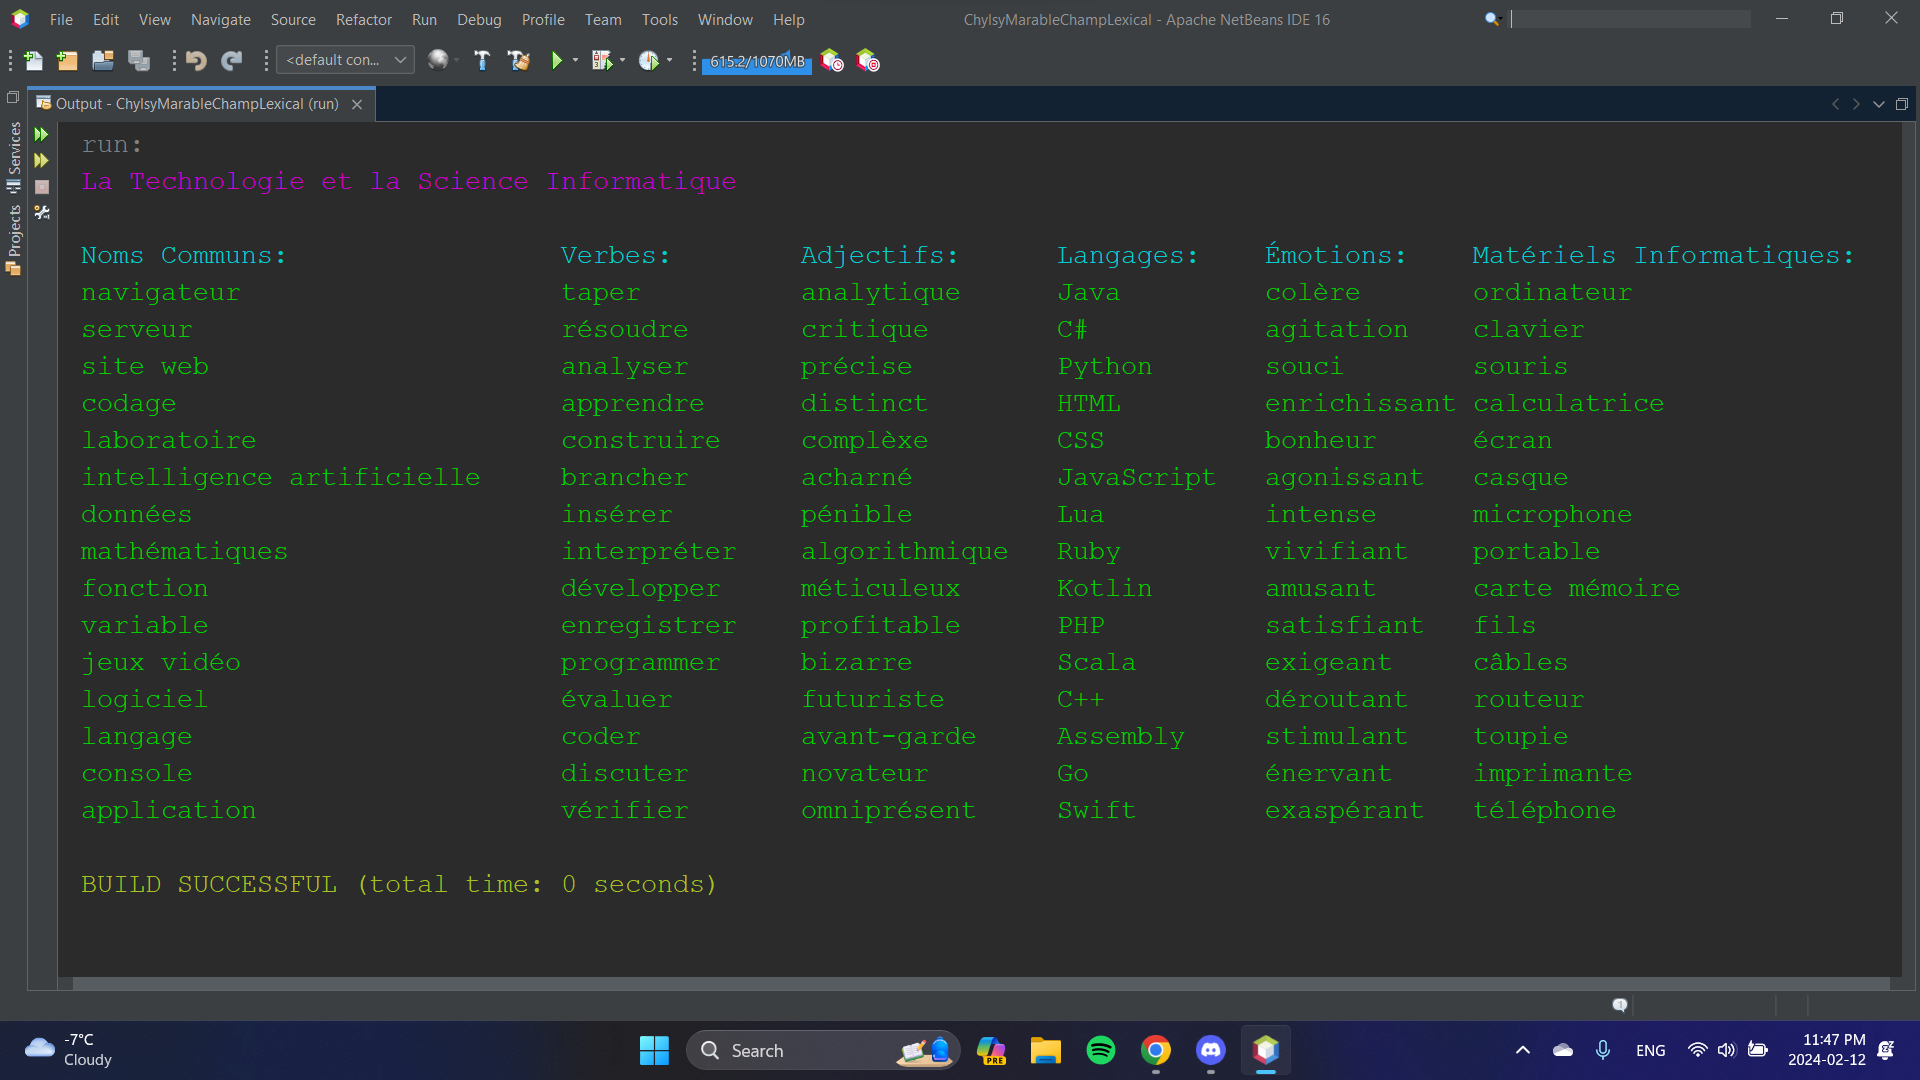 File Edit View Navigate Source Refactor Run Debug Profile Team Tools Window Help ChylsyMarableChampLexical - Apache NetBeans IDE 16
<default con... 615.2/1070MB
Output - ChylsyMarableChampLexical (run)
Services
Projects
run:
La Technologie et la Science Informatique
Noms Communs: Verbes: Adjectifs: Langages: Émotions: Matériels Informatiques:
navigateur taper analytique Java colère ordinateur
serveur résoudre critique C# agitation clavier
site web analyser précise Python souci souris
codage apprendre distinct HTML enrichissant calculatrice
laboratoire construire complèxe CSS bonheur écran
intelligence artificielle brancher acharné JavaScript agonissant casque
données insérer pénible Lua intense microphone
mathématiques interpréter algorithmique Ruby vivifiant portable
fonction développer méticuleux Kotlin amusant carte mémoire
variable enregistrer profitable PHP satisfiant fils
jeux vidéo programmer bizarre Scala exigeant câbles
logiciel évaluer futuriste C++ déroutant routeur
langage coder avant-garde Assembly stimulant toupie
console discuter novateur Go énervant imprimante
application vérifier omniprésent Swift exaspérant téléphone
BUILD SUCCESSFUL (total time: 0 seconds)
1
-7°C
Cloudy
Search
PRE
ENG
11:47 PM
2024-02-12